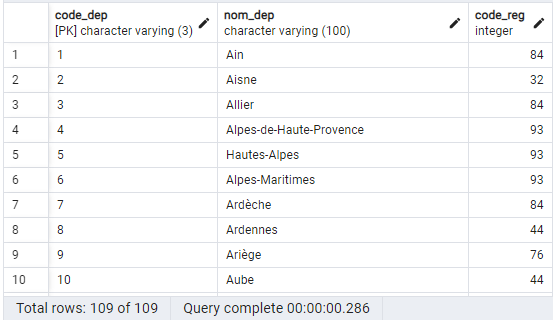 code_dep nom_dep code_reg
[PK] character varying (3) character varying (100) integer
1 1 Ain 84
2 2 Aisne 32
3 3 Allier 84
4 4 Alpes-de-Haute-Provence 93
5 5 Hautes-Alpes 93
6 6 Alpes-Maritimes 93
7 7 Ardèche 84
8 8 Ardennes 44
9 9 Ariège 76
10 10 Aube 44
Total rows: 109 of 109 Query complete 00:00:00.286